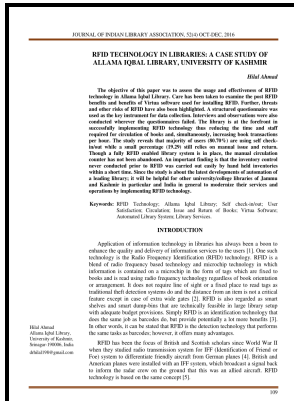 JOURNAL OF INDIAN LIBRARY ASSOCIATION, 52(4) OCT-DEC, 2016
RFID TECHNOLOGY IN LIBRARIES: A CASE STUDY OF
ALLAMA IQBAL LIBRARY, UNIVERSITY OF KASHMIR
Hilal Ahmad
The objective of this paper was to assess the usage and effectiveness of RFID
technology in Allama Iqbal Library. Care has been taken to examine the post RFID
benefits and benefits of Virtua software used for installing RFID. Further, threats
and other risks of RFID have also been highlighted. A structured questionnaire was
used as the key instrument for data collection. Interviews and observations were also
conducted wherever the questionnaires failed. The library is at the forefront in
successfully implementing RFID technology thus reducing the time and staff
required for circulation of books and, simultaneously, increasing book transactions
per hour. The study reveals that majority of users (80.70%) are using self check-
in/out while a small percentage (19.29) still relies on manual issue and return.
Though a fully RFID enabled library system is in place, the manual circulation
counter has not been abandoned. An important finding is that the inventory control
never conducted prior to RFID was carried out easily by hand held inventories
within a short time. Since the study is about the latest developments of automation of
a leading library; it will be helpful for other university/college libraries of Jammu
and Kashmir in particular and India in general to modernize their services and
operations by implementing RFID technology.
Keywords: RFID Technology; Allama Iqbal Library; Self check-in/out; User
Satisfaction; Circulation; Issue and Return of Books; Virtua Software;
Automated Library System; Library Services.
INTRODUCTION
Application of information technology in libraries has always been a boon to
enhance the quality and delivery of information services to the users [1]. One such
technology is the Radio Frequency Identification (RFID) technology. RFID is a
blend of radio frequency based technology and microchip technology in which
information is contained on a microchip in the form of tags which are fixed to
books and is read using radio frequency technology regardless of book orientation
or arrangement. It does not require line of sight or a fixed place to read tags as
traditional theft detection systems do and the distance from an item is not a critical
feature except in case of extra wide gates [2]. RFID is also regarded as smart
shelves and smart dump-bins that are technically feasible in large library setup
with adequate budget provisions. Simply RFID is an identification technology that
does the same job as barcodes do, but provide potentially a lot more benefits [3].
In other words, it can be stated that RFID is the detection technology that performs
the same tasks as barcodes; however, it offers many advantages.
RFID has been the focus of British and Scottish scholars since World War II
when they studied radio transmission system for IFF (Identification of Friend or
Foe) system to differentiate friendly aircraft from German planes [4]. British and
American planes were installed with an IFF system, which broadcast a signal back
to inform the radar crew on the ground that this was an allied aircraft. RFID
technology is based on the same concept [5].
Hilal Ahmad
Allama Iqbal Library,
University of Kashmir,
Srinagar-190006, India
109